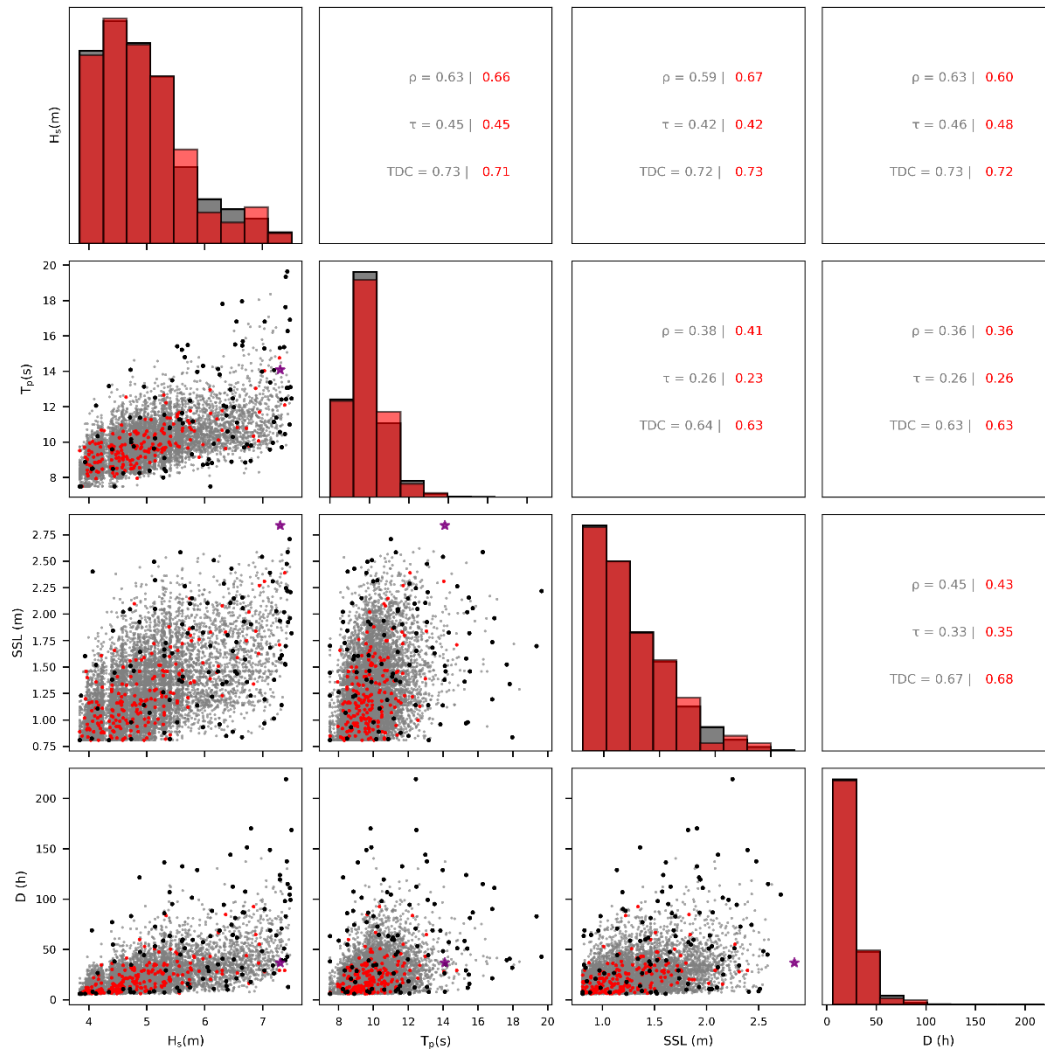 H_s(m)
ρ = 0.63 | 0.66
τ = 0.45 | 0.45
TDC = 0.73 | 0.71
ρ = 0.59 | 0.67
τ = 0.42 | 0.42
TDC = 0.72 | 0.73
ρ = 0.63 | 0.60
τ = 0.46 | 0.48
TDC = 0.73 | 0.72
T_p(s)
20
18
16
14
12
10
8
ρ = 0.38 | 0.41
τ = 0.26 | 0.23
TDC = 0.64 | 0.63
ρ = 0.36 | 0.36
τ = 0.26 | 0.26
TDC = 0.63 | 0.63
SSL (m)
2.75
2.50
2.25
2.00
1.75
1.50
1.25
1.00
0.75
ρ = 0.45 | 0.43
τ = 0.33 | 0.35
TDC = 0.67 | 0.68
D (h)
200
150
100
50
0
4 5 6 7
H_s(m)
8 10 12 14 16 18 20
T_p(s)
1.0 1.5 2.0 2.5
SSL (m)
0 50 100 150 200
D (h)